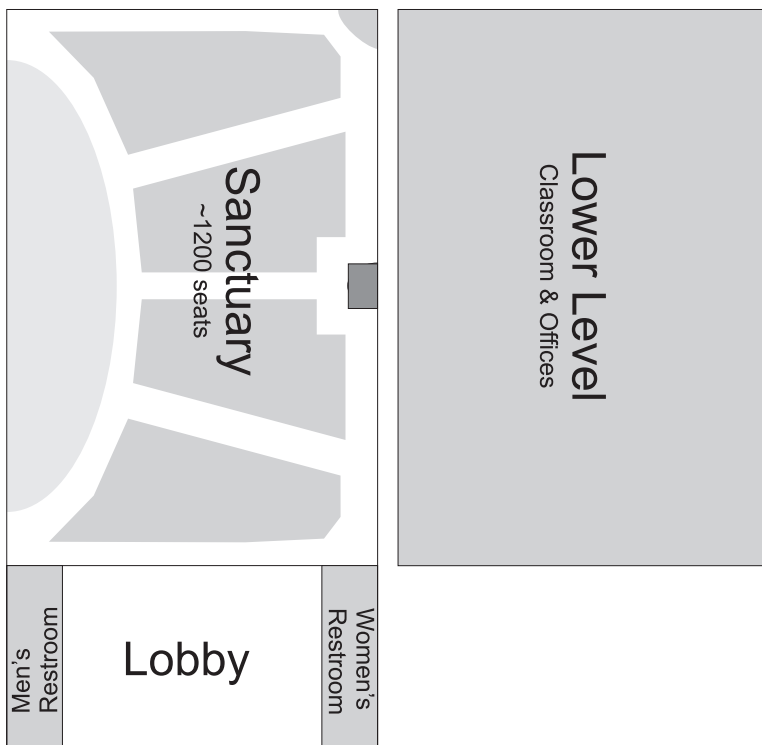 Sanctuary
~1200 seats
Lower Level
Classroom & Offices
Men's
Restroom
Lobby
Women's
Restroom